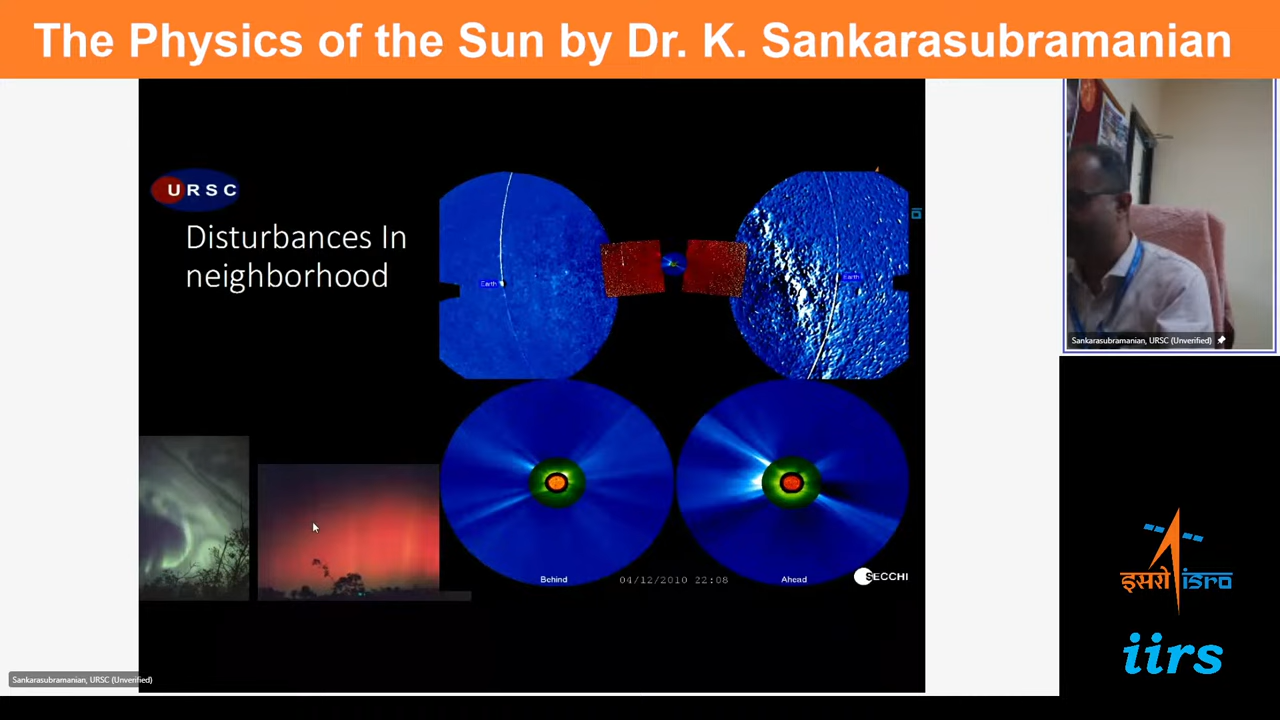 The Physics of the Sun by Dr. K. Sankarasubramanian
URSC
Disturbances In
neighborhood
Earth
Earth
Behind
04/12/2010 22:08
Ahead
SECCHI
Sankarasubramanian, URSC (Unverified)
Sankarasubramanian, URSC (Unverified)
इसरो isro
iirs